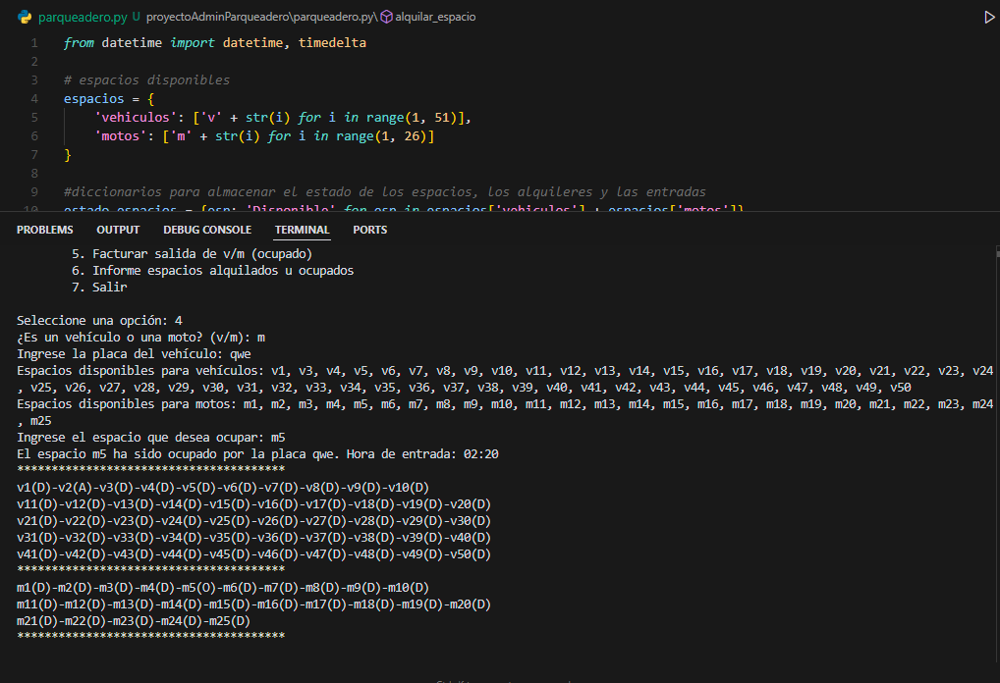 parqueadero.py U proyectoAdminParqueadero\parqueadero.py\ alquilar_espacio
1 from datetime import datetime, timedelta
2
3 # espacios disponibles
4 espacios = {
5 'vehiculos': ['v' + str(i) for i in range(1, 51)],
6 'motos': ['m' + str(i) for i in range(1, 26)]
7 }
8
9 #diccionarios para almacenar el estado de los espacios, los alquileres y las entradas
10 estado_espacios = {esp: 'Disponible' for esp in espacios['vehiculos'] + espacios['motos']}
PROBLEMS OUTPUT DEBUG CONSOLE TERMINAL PORTS
5. Facturar salida de v/m (ocupado)
6. Informe espacios alquilados u ocupados
7. Salir
Seleccione una opción: 4
¿Es un vehículo o una moto? (v/m): m
Ingrese la placa del vehículo: qwe
Espacios disponibles para vehículos: v1, v3, v4, v5, v6, v7, v8, v9, v10, v11, v12, v13, v14, v15, v16, v17, v18, v19, v20, v21, v22, v23, v24
, v25, v26, v27, v28, v29, v30, v31, v32, v33, v34, v35, v36, v37, v38, v39, v40, v41, v42, v43, v44, v45, v46, v47, v48, v49, v50
Espacios disponibles para motos: m1, m2, m3, m4, m5, m6, m7, m8, m9, m10, m11, m12, m13, m14, m15, m16, m17, m18, m19, m20, m21, m22, m23, m24
, m25
Ingrese el espacio que desea ocupar: m5
El espacio m5 ha sido ocupado por la placa qwe. Hora de entrada: 02:20
***************************************
v1(D)-v2(A)-v3(D)-v4(D)-v5(D)-v6(D)-v7(D)-v8(D)-v9(D)-v10(D)
v11(D)-v12(D)-v13(D)-v14(D)-v15(D)-v16(D)-v17(D)-v18(D)-v19(D)-v20(D)
v21(D)-v22(D)-v23(D)-v24(D)-v25(D)-v26(D)-v27(D)-v28(D)-v29(D)-v30(D)
v31(D)-v32(D)-v33(D)-v34(D)-v35(D)-v36(D)-v37(D)-v38(D)-v39(D)-v40(D)
v41(D)-v42(D)-v43(D)-v44(D)-v45(D)-v46(D)-v47(D)-v48(D)-v49(D)-v50(D)
***************************************
m1(D)-m2(D)-m3(D)-m4(D)-m5(O)-m6(D)-m7(D)-m8(D)-m9(D)-m10(D)
m11(D)-m12(D)-m13(D)-m14(D)-m15(D)-m16(D)-m17(D)-m18(D)-m19(D)-m20(D)
m21(D)-m22(D)-m23(D)-m24(D)-m25(D)
***************************************